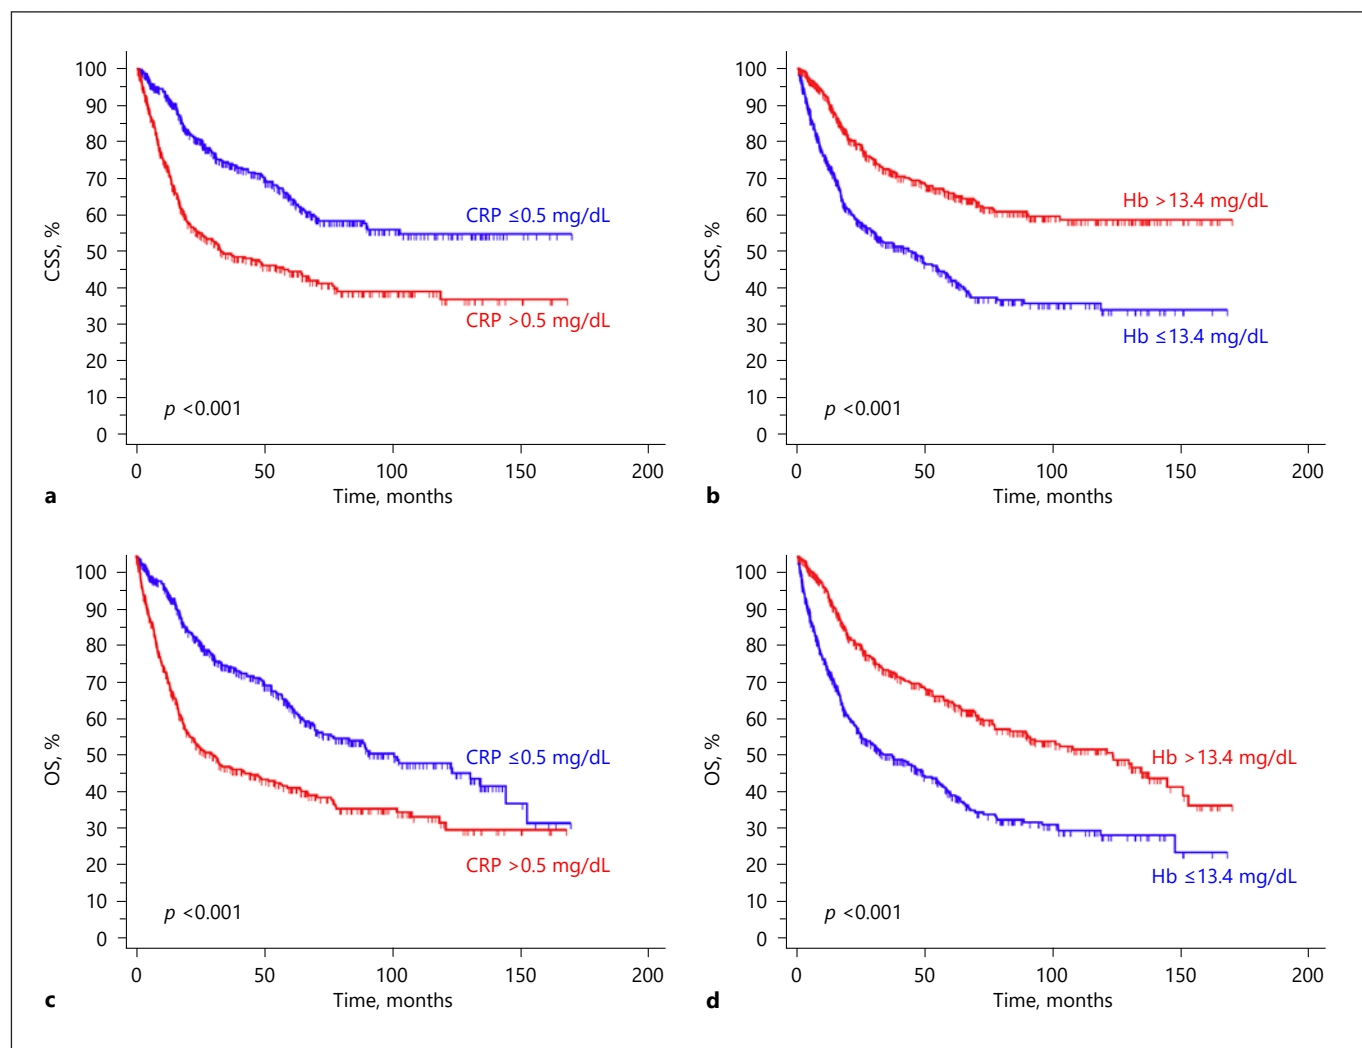 100
90
80
70
60
50
40
30
20
10
0
CSS, %
CRP ≤0.5 mg/dL
CRP >0.5 mg/dL
p <0.001
0 50 100 150 200
Time, months
a
100
90
80
70
60
50
40
30
20
10
0
CSS, %
Hb >13.4 mg/dL
Hb ≤13.4 mg/dL
p <0.001
0 50 100 150 200
Time, months
b
100
90
80
70
60
50
40
30
20
10
0
OS, %
CRP ≤0.5 mg/dL
CRP >0.5 mg/dL
p <0.001
0 50 100 150 200
Time, months
c
100
90
80
70
60
50
40
30
20
10
0
OS, %
Hb >13.4 mg/dL
Hb ≤13.4 mg/dL
p <0.001
0 50 100 150 200
Time, months
d